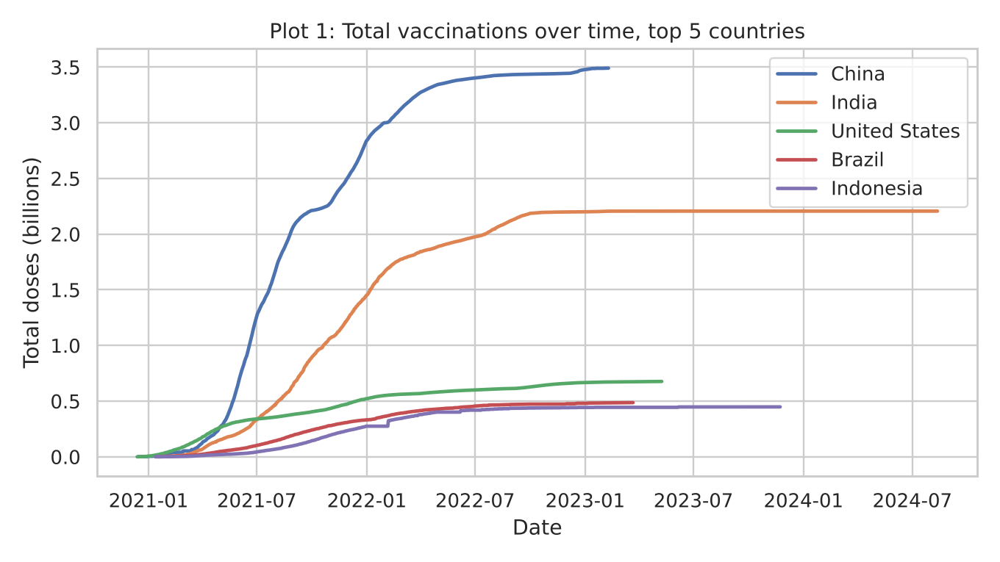 Plot 1: Total vaccinations over time, top 5 countries
Total doses (billions)
3.5
3.0
2.5
2.0
1.5
1.0
0.5
0.0
China
India
United States
Brazil
Indonesia
2021-01 2021-07 2022-01 2022-07 2023-01 2023-07 2024-01 2024-07
Date